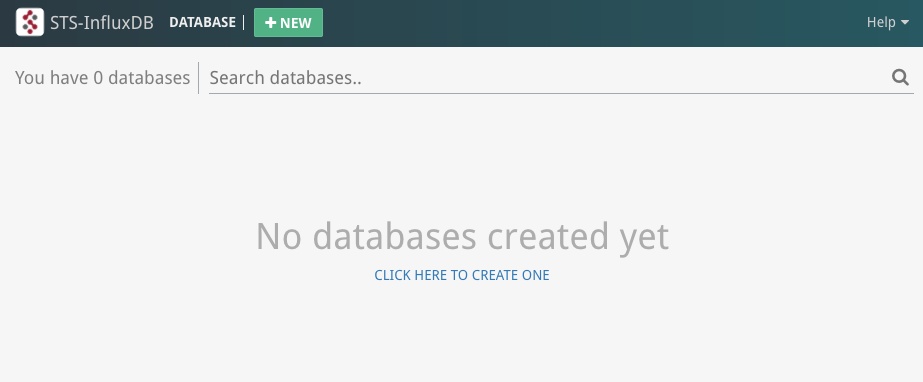 STS-InfluxDB DATABASE + NEW Help
You have 0 databases Search databases..
No databases created yet
CLICK HERE TO CREATE ONE